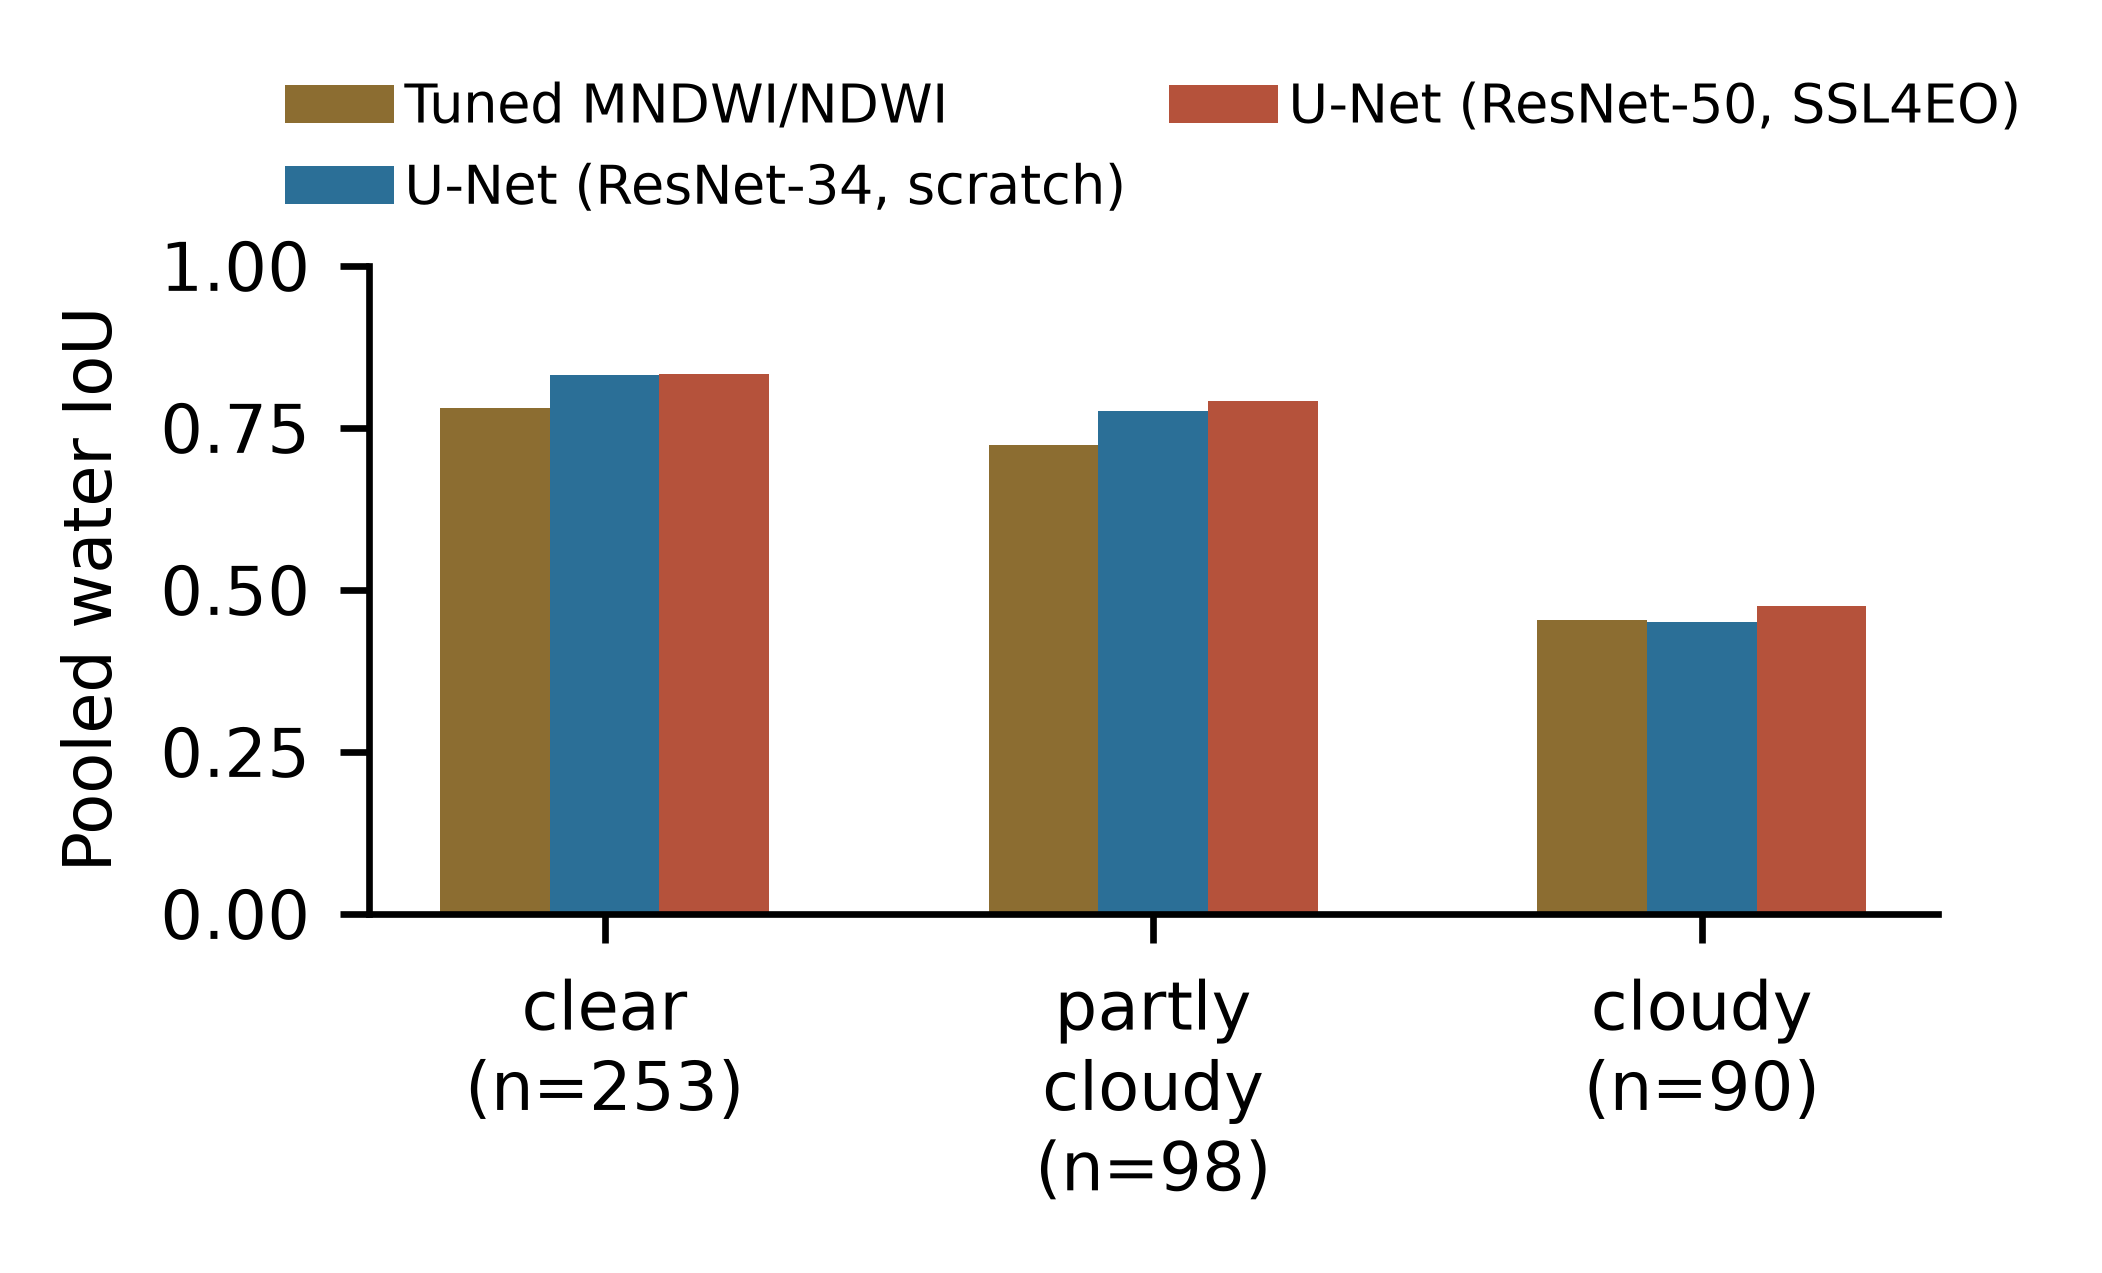 Tuned MNDWI/NDWI
U-Net (ResNet-34, scratch)
U-Net (ResNet-50, SSL4EO)
Pooled water IoU
1.00
0.75
0.50
0.25
0.00
clear
(n=253)
partly
cloudy
(n=98)
cloudy
(n=90)